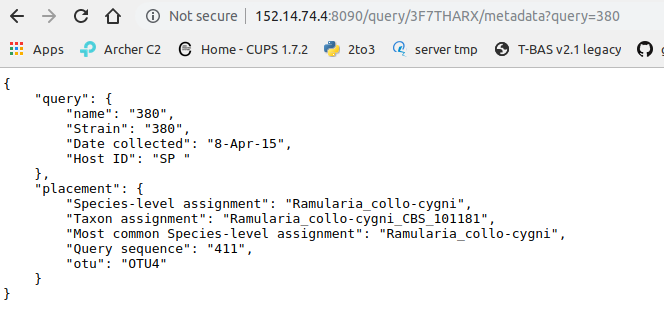 Not secure | 152.14.74.4:8090/query/3F7THARX/metadata?query=380
Apps Archer C2 Home - CUPS 1.7.2 2to3 server tmp T-BAS v2.1 legacy
{
    "query": {
        "name": "380",
        "Strain": "380",
        "Date collected": "8-Apr-15",
        "Host ID": "SP "
    },
    "placement": {
        "Species-level assignment": "Ramularia_collo-cygni",
        "Taxon assignment": "Ramularia_collo-cygni_CBS_101181",
        "Most common Species-level assignment": "Ramularia_collo-cygni",
        "Query sequence": "411",
        "otu": "OTU4"
    }
}